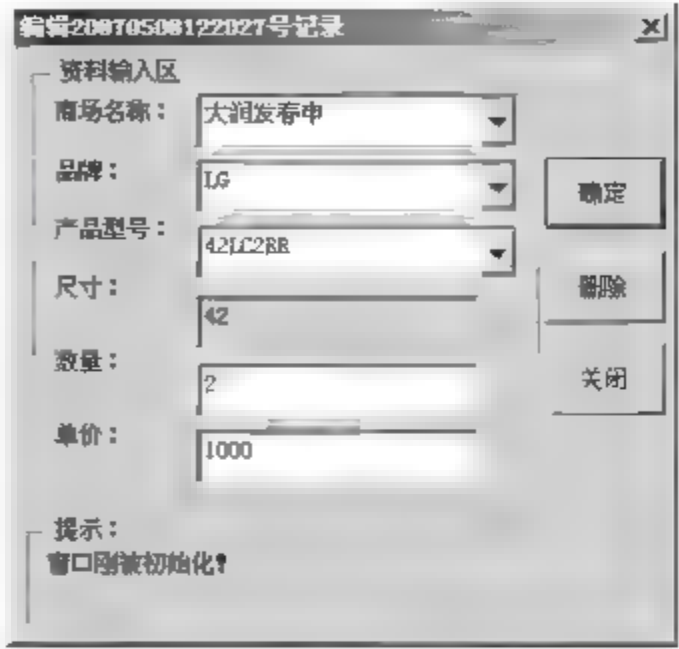 编辑20070508122027号记录
资料输入区
商场名称：
大润发春申
品牌：
LG
确定
产品型号：
42LC2RR
尺寸：
42
删除
数量：
2
关闭
单价：
1000
提示：
窗口刚被初始化！